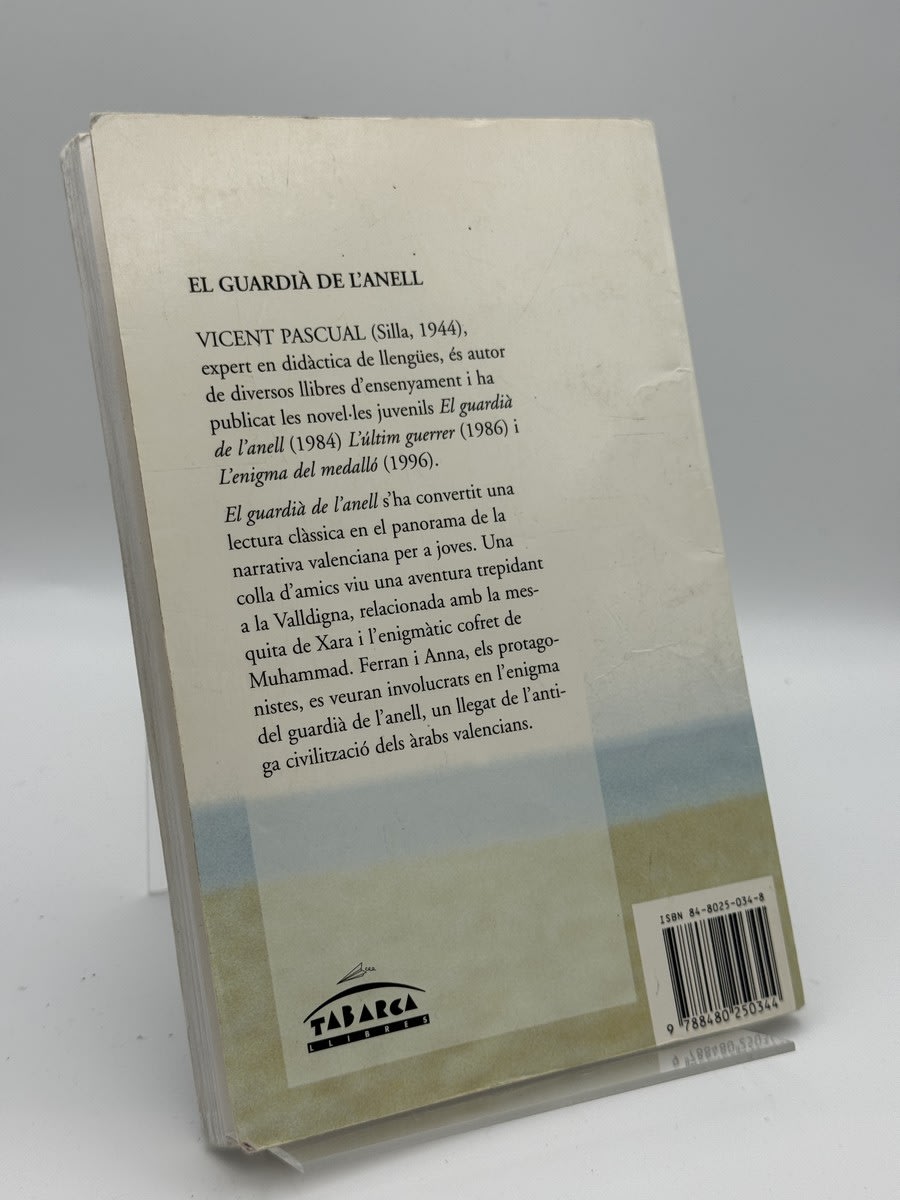 EL GUARDIÀ DE L'ANELL
VICENT PASCUAL (Silla, 1944),
expert en didàctica de llengües, és autor
de diversos llibres d'ensenyament i ha
publicat les novel·les juvenils El guardià
de l'anell (1984) L'últim guerrer (1986) i
L'enigma del medalló (1996).
El guardià de l'anell s'ha convertit una
lectura clàssica en el panorama de la
narrativa valenciana per a joves. Una
colla d'amics viu una aventura trepidant
a la Valldigna, relacionada amb la mes-
quita de Xara i l'enigmàtic cofret de
Muhammad. Ferran i Anna, els protago-
nistes, es veuran involucrats en l'enigma
del guardià de l'anell, un llegat de l'anti-
ga civilització dels àrabs valencians.
TABARCA
LLIBRES
ISBN 84-8025-034-8
9 788480 250344